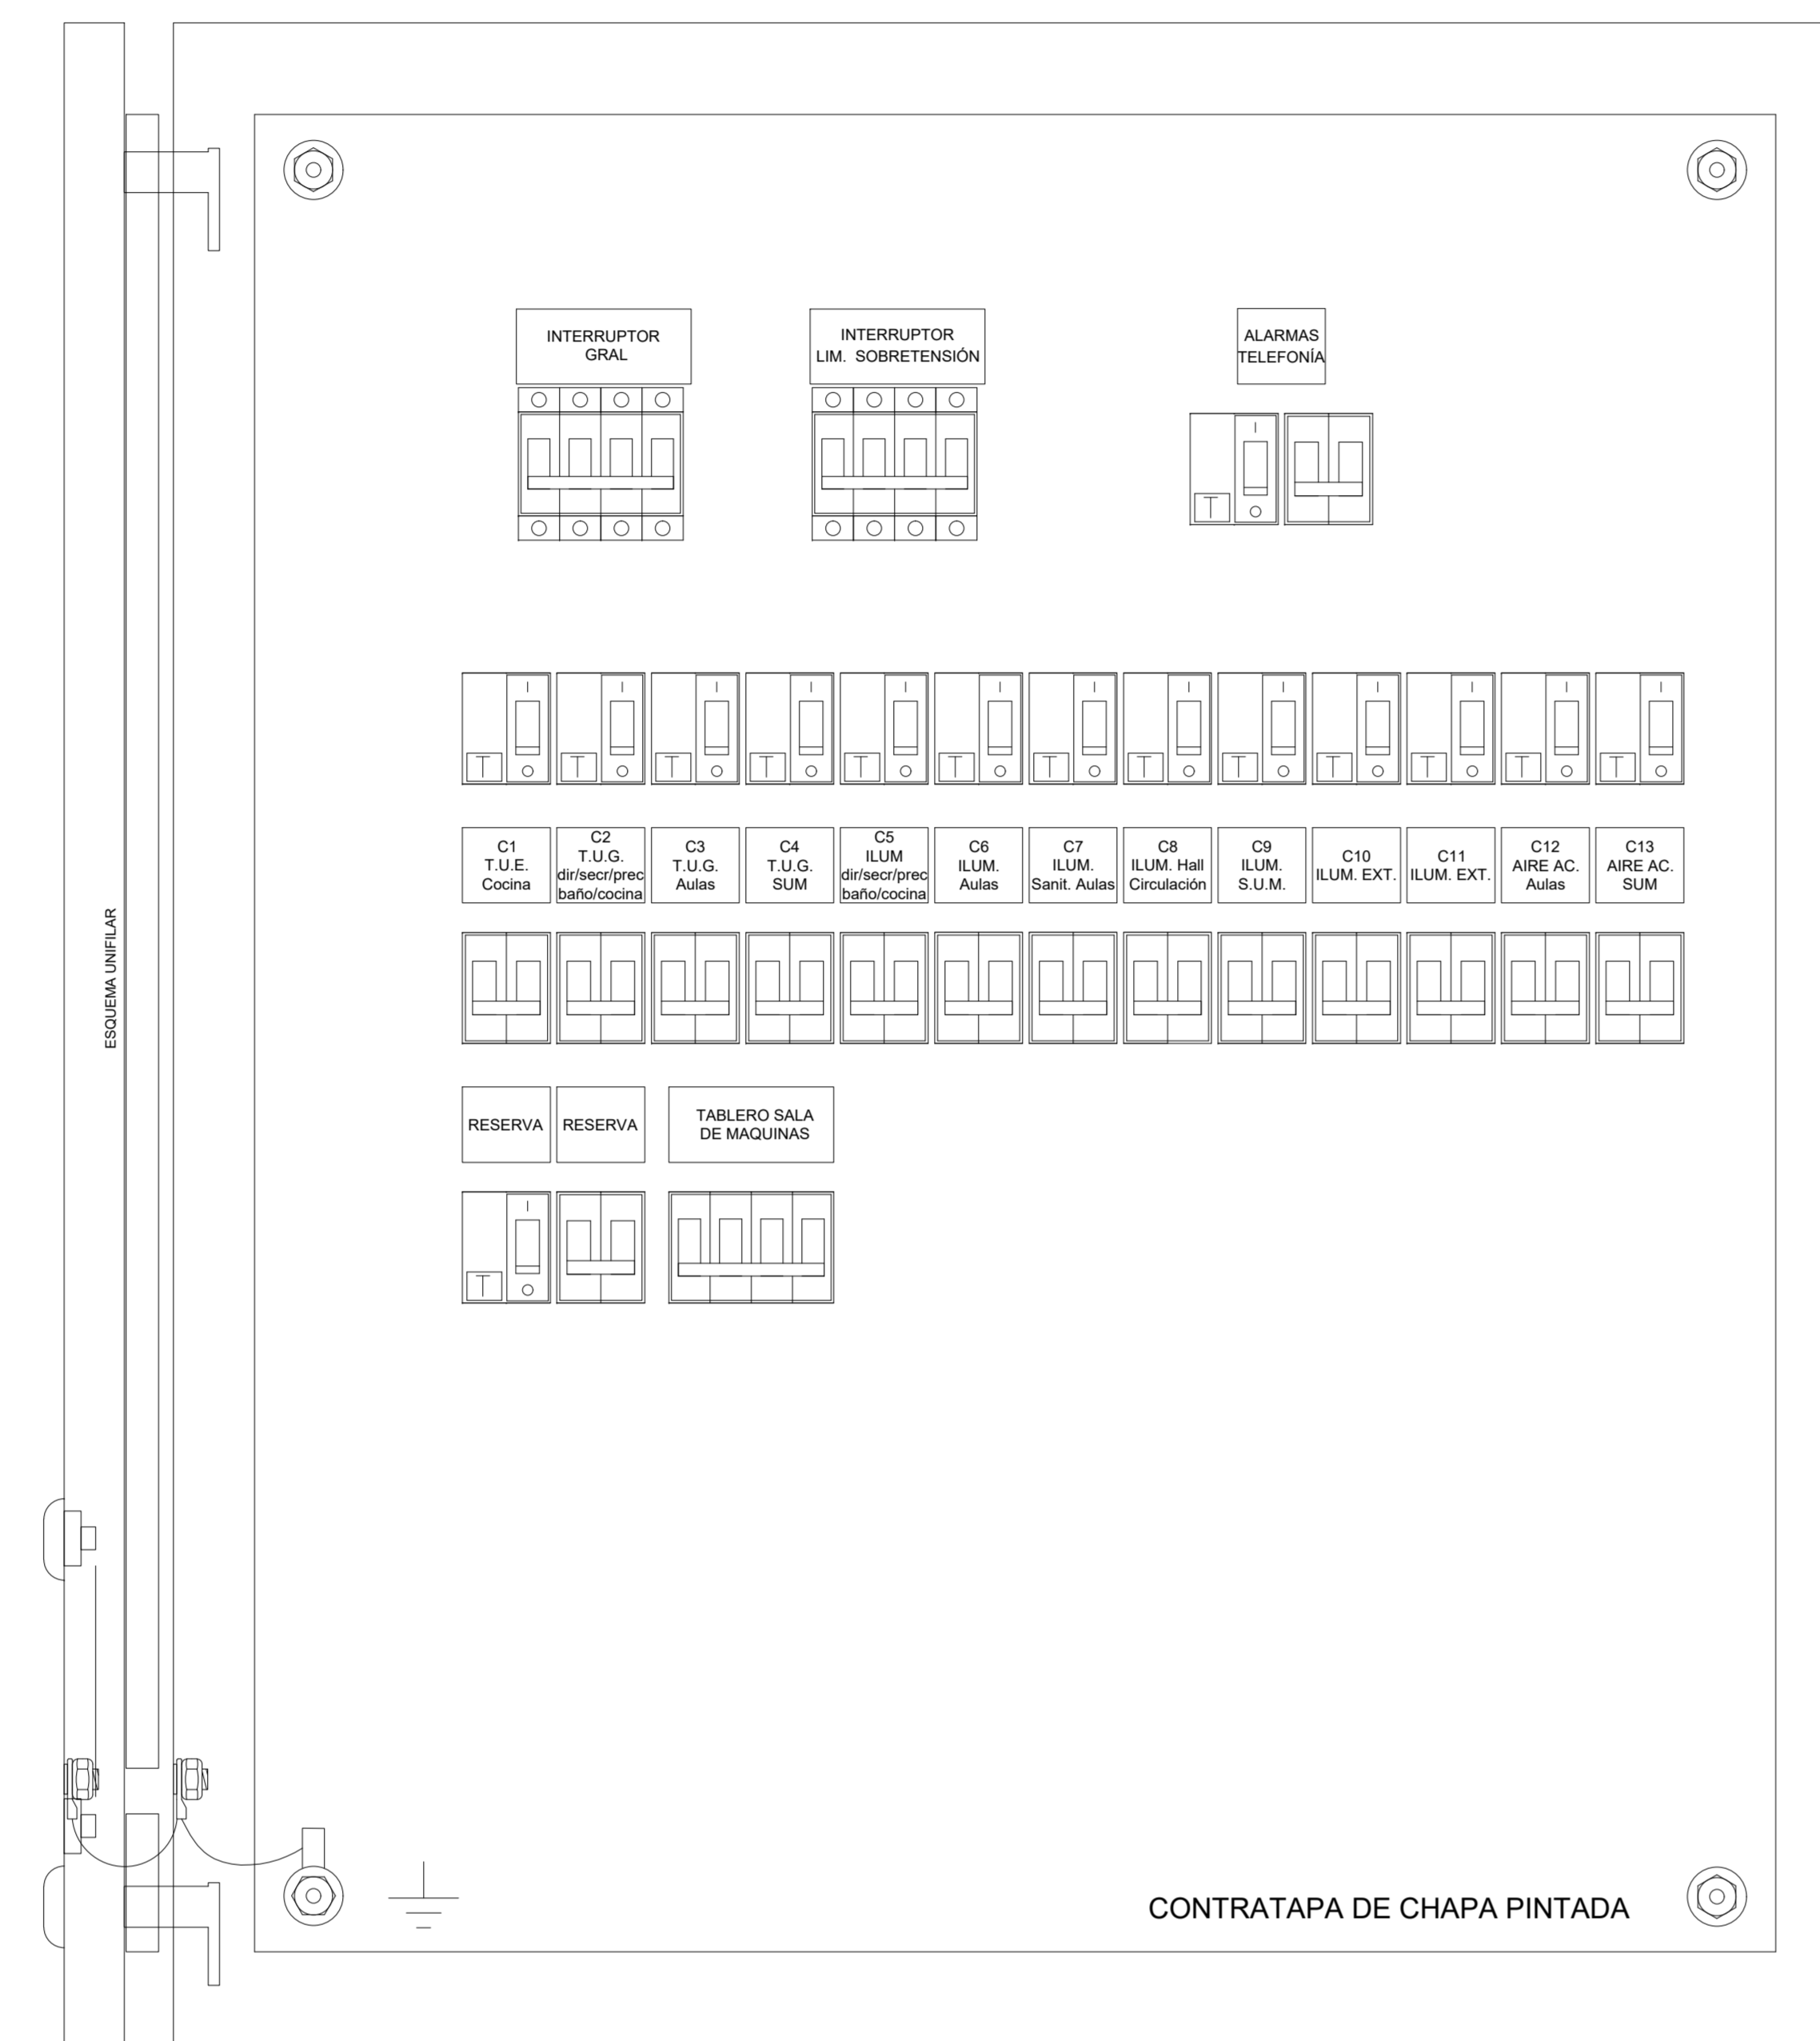 INTERRUPTOR
GRAL
INTERRUPTOR
LIM. SOBRETENSIÓN
ALARMAS
TELEFONÍA
I
T
I
T
I
T
I
T
I
T
I
T
I
T
I
T
I
T
I
T
I
T
I
T
I
T
I
T
C1
T.U.E.
Cocina
C2
T.U.G.
dir/secr/prec
baño/cocina
C3
T.U.G.
Aulas
C4
T.U.G.
SUM
C5
ILUM
dir/secr/prec
baño/cocina
C6
ILUM.
Aulas
C7
ILUM.
Sanit. Aulas
C8
ILUM. Hall
Circulación
C9
ILUM.
S.U.M.
C10
ILUM. EXT.
C11
ILUM. EXT.
C12
AIRE AC.
Aulas
C13
AIRE AC.
SUM
ESQUEMA UNIFILAR
RESERVA
RESERVA
TABLERO SALA
DE MAQUINAS
I
T
CONTRATAPA DE CHAPA PINTADA